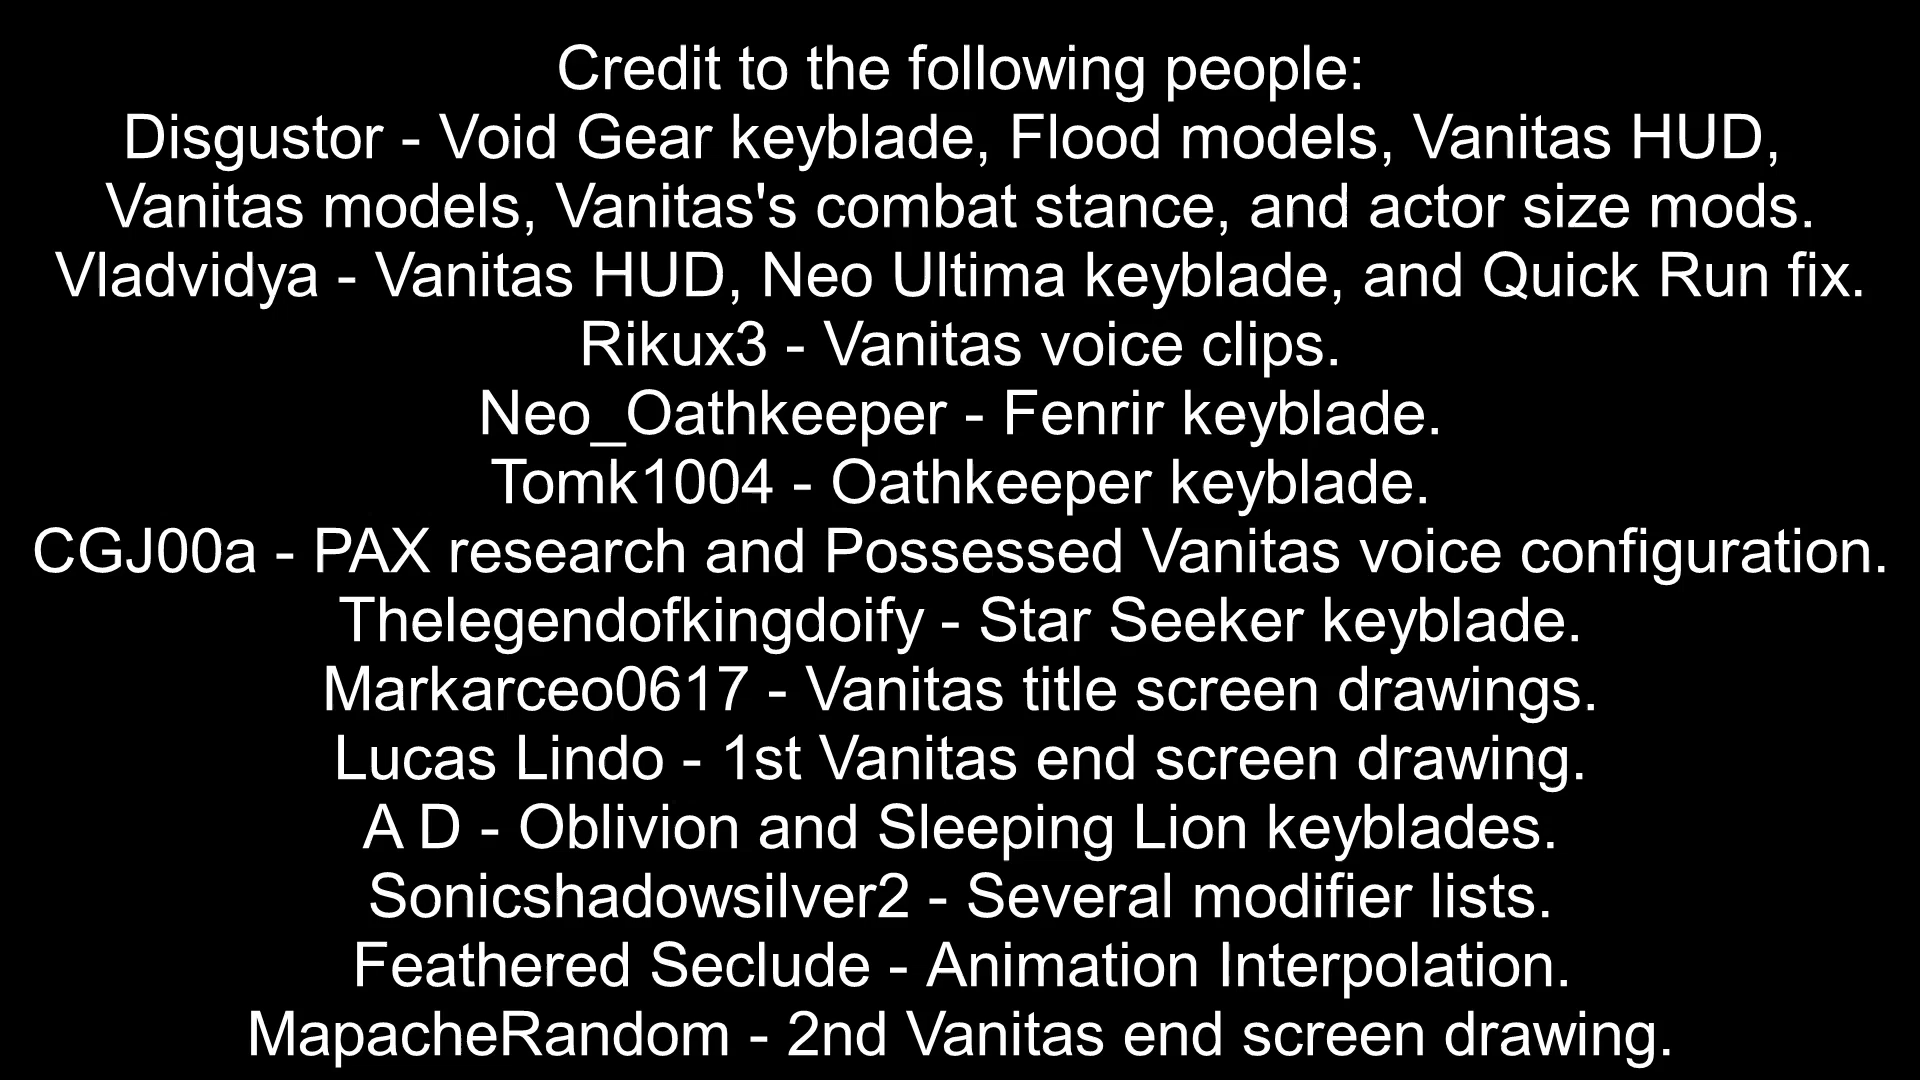 Credit to the following people:
Disgustor - Void Gear keyblade, Flood models, Vanitas HUD,
Vanitas models, Vanitas's combat stance, and actor size mods.
Vladvidya - Vanitas HUD, Neo Ultima keyblade, and Quick Run fix.
Rikux3 - Vanitas voice clips.
Neo_Oathkeeper - Fenrir keyblade.
Tomk1004 - Oathkeeper keyblade.
CGJ00a - PAX research and Possessed Vanitas voice configuration.
Thelegendofkingdoify - Star Seeker keyblade.
Markarceo0617 - Vanitas title screen drawings.
Lucas Lindo - 1st Vanitas end screen drawing.
A D - Oblivion and Sleeping Lion keyblades.
Sonicshadowsilver2 - Several modifier lists.
Feathered Seclude - Animation Interpolation.
MapacheRandom - 2nd Vanitas end screen drawing.